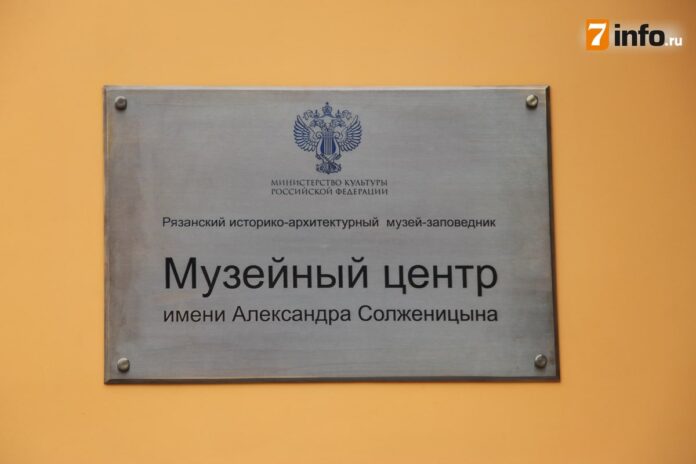 7info.ru
МИНИСТЕРСТВО КУЛЬТУРЫ
РОССИЙСКОЙ ФЕДЕРАЦИИ
Рязанский историко-архитектурный музей-заповедник
Музейный центр
имени Александра Солженицына